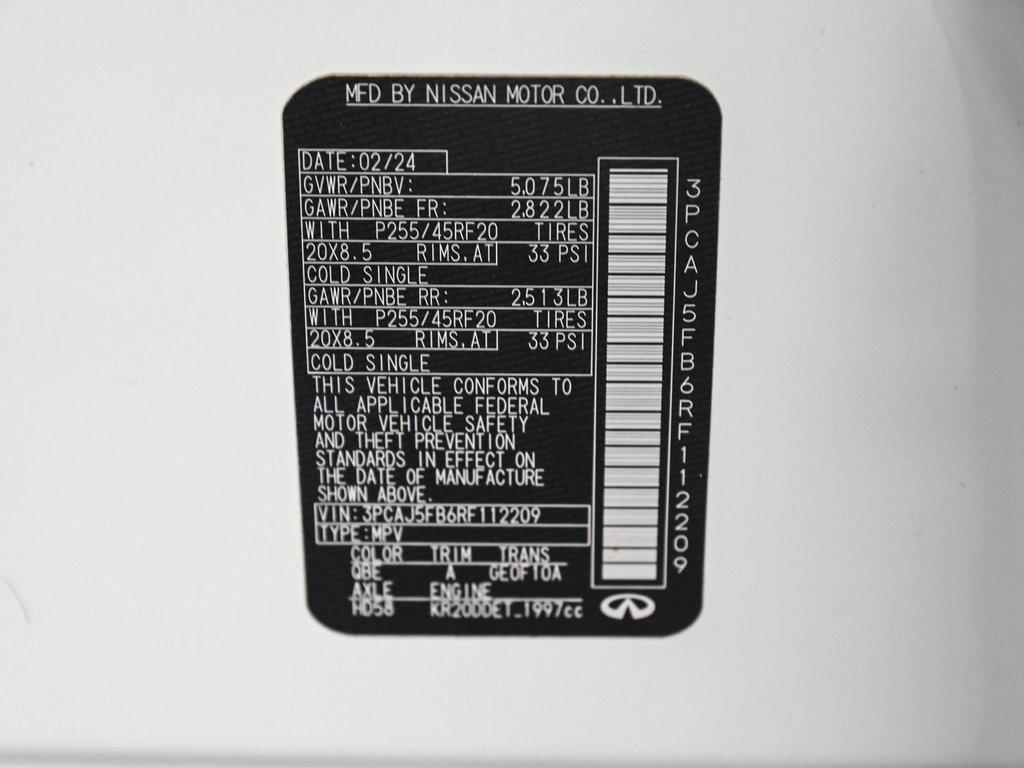 MFD BY NISSAN MOTOR CO.,LTD.
DATE:02/24
GVWR/PNBV: 5,075LB
GAWR/PNBE FR: 2,822LB
WITH P255/45RF20 TIRES
20X8.5 RIMS,AT 33 PSI
COLD SINGLE
GAWR/PNBE RR: 2,513LB
WITH P255/45RF20 TIRES
20X8.5 RIMS,AT 33 PSI
COLD SINGLE
THIS VEHICLE CONFORMS TO
ALL APPLICABLE FEDERAL
MOTOR VEHICLE SAFETY
AND THEFT PREVENTION
STANDARDS IN EFFECT ON
THE DATE OF MANUFACTURE
SHOWN ABOVE.
VIN:3PCAJ5FB6RF112209
TYPE:MPV
COLOR TRIM TRANS
QBE A GE0F10A
AXLE ENGINE
HD58 KR20DDET_1997cc
3PCAJ5FB6RF112209